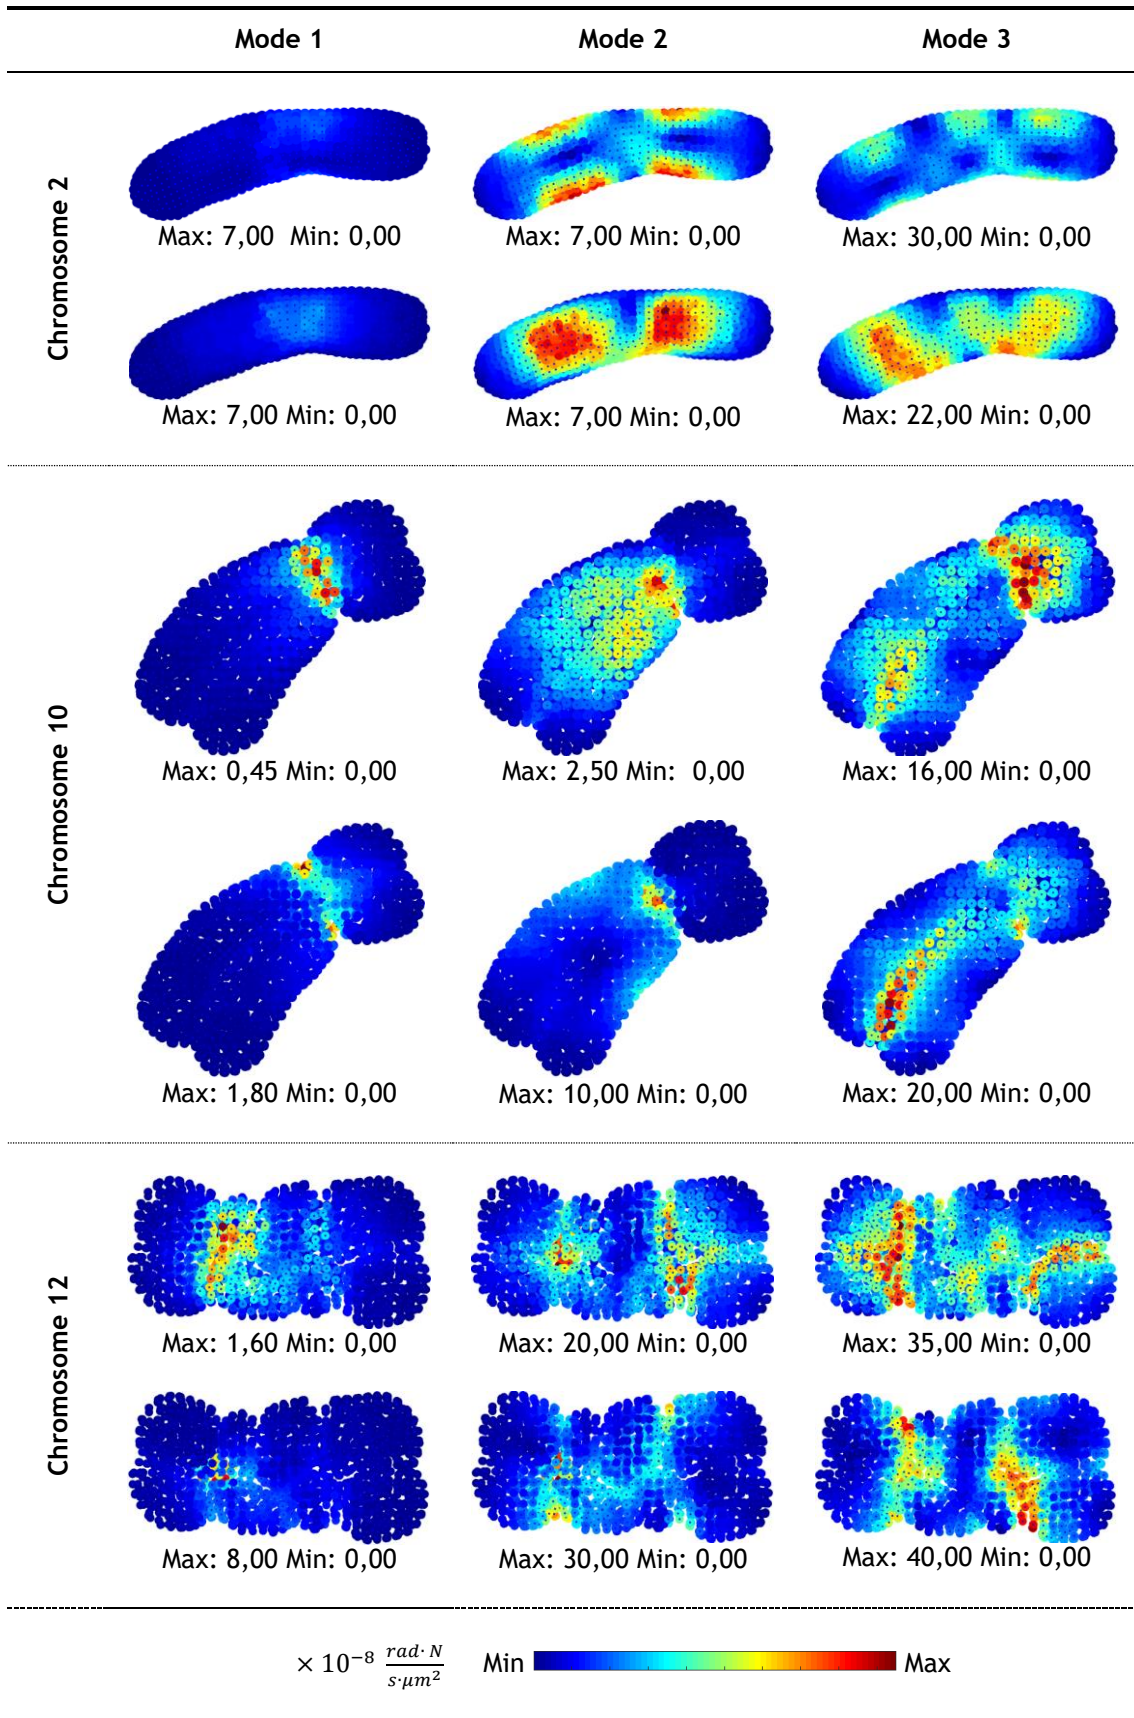 Mode 1 Mode 2 Mode 3
Chromosome 2
Max: 7,00 Min: 0,00 Max: 7,00 Min: 0,00 Max: 30,00 Min: 0,00
Max: 7,00 Min: 0,00 Max: 7,00 Min: 0,00 Max: 22,00 Min: 0,00
Chromosome 10
Max: 0,45 Min: 0,00 Max: 2,50 Min: 0,00 Max: 16,00 Min: 0,00
Max: 1,80 Min: 0,00 Max: 10,00 Min: 0,00 Max: 20,00 Min: 0,00
Chromosome 12
Max: 1,60 Min: 0,00 Max: 20,00 Min: 0,00 Max: 35,00 Min: 0,00
Max: 8,00 Min: 0,00 Max: 30,00 Min: 0,00 Max: 40,00 Min: 0,00
× 10⁻⁸ rad·N / s·μm² Min Max